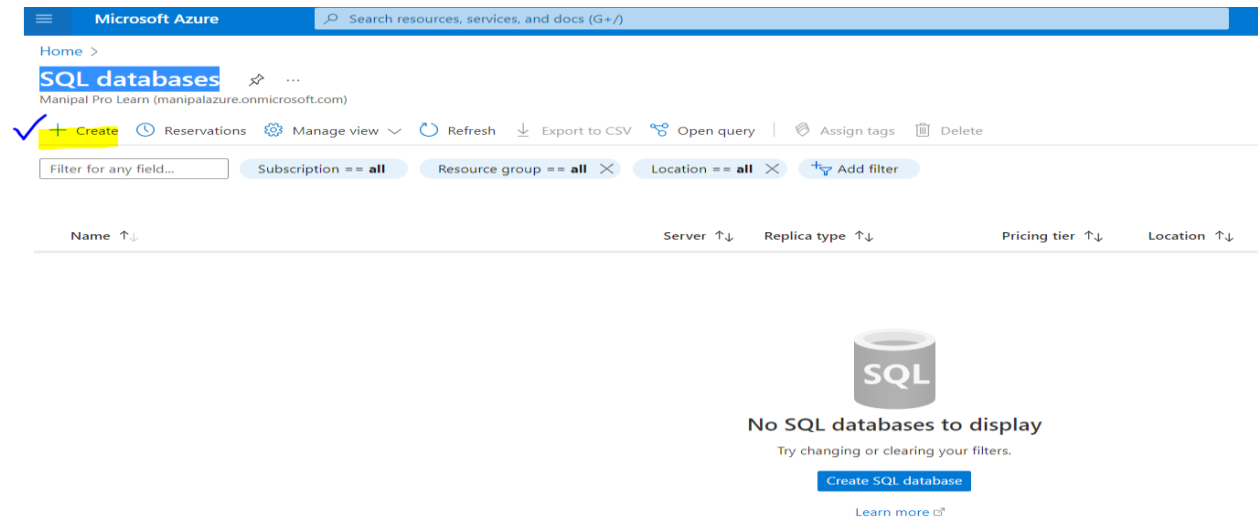 Microsoft Azure Search resources, services, and docs (G+/)
Home >
SQL databases ...
Manipal Pro Learn (manipalazure.onmicrosoft.com)
+ Create Reservations Manage view Refresh Export to CSV Open query Assign tags Delete
Filter for any field... Subscription == all Resource group == all Location == all Add filter
Name ↑↓ Server ↑↓ Replica type ↑↓ Pricing tier ↑↓ Location ↑↓
SQL
No SQL databases to display
Try changing or clearing your filters.
Create SQL database
Learn more